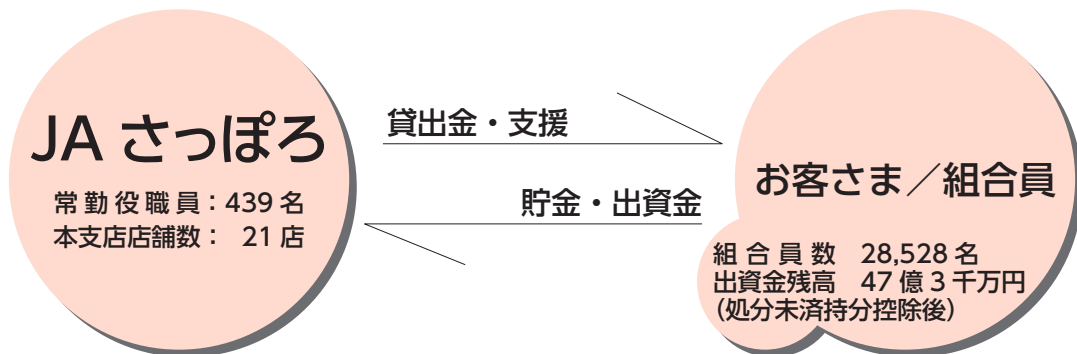 JA さっぽろ
常勤役職員：439 名
本支店店舗数： 21 店
貸出金・支援
貯金・出資金
お客さま／組合員
組合員数 28,528 名
出資金残高 47 億 3 千万円
（処分未済持分控除後）